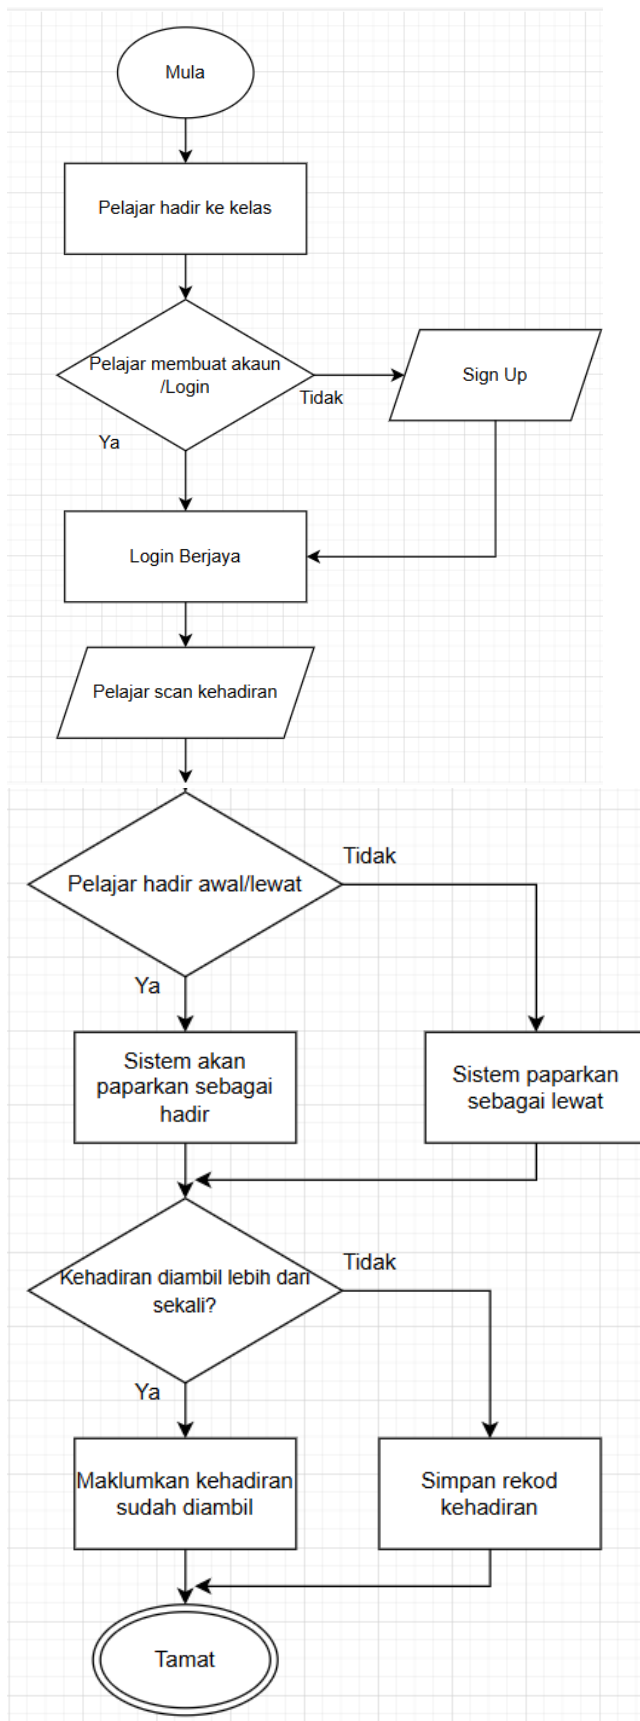 Mula
Pelajar hadir ke kelas
Pelajar membuat akaun
/Login
Tidak
Sign Up
Ya
Login Berjaya
Pelajar scan kehadiran
Tidak
Pelajar hadir awal/lewat
Ya
Sistem akan
paparkan sebagai
hadir
Sistem paparkan
sebagai lewat
Tidak
Kehadiran diambil lebih dari
sekali?
Ya
Maklumkan kehadiran
sudah diambil
Simpan rekod
kehadiran
Tamat